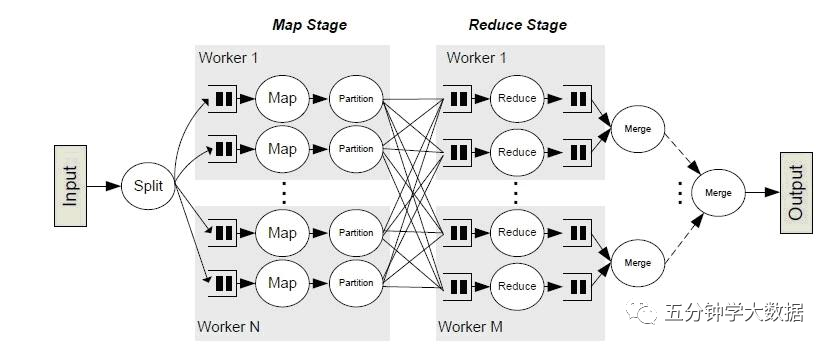 Map Stage
Reduce Stage
Worker 1
Worker 1
Map
Partition
Reduce
Map
Partition
Reduce
Merge
Input
Split
Merge
Output
Map
Partition
Reduce
Map
Partition
Reduce
Merge
Worker N
Worker M
五分钟学大数据